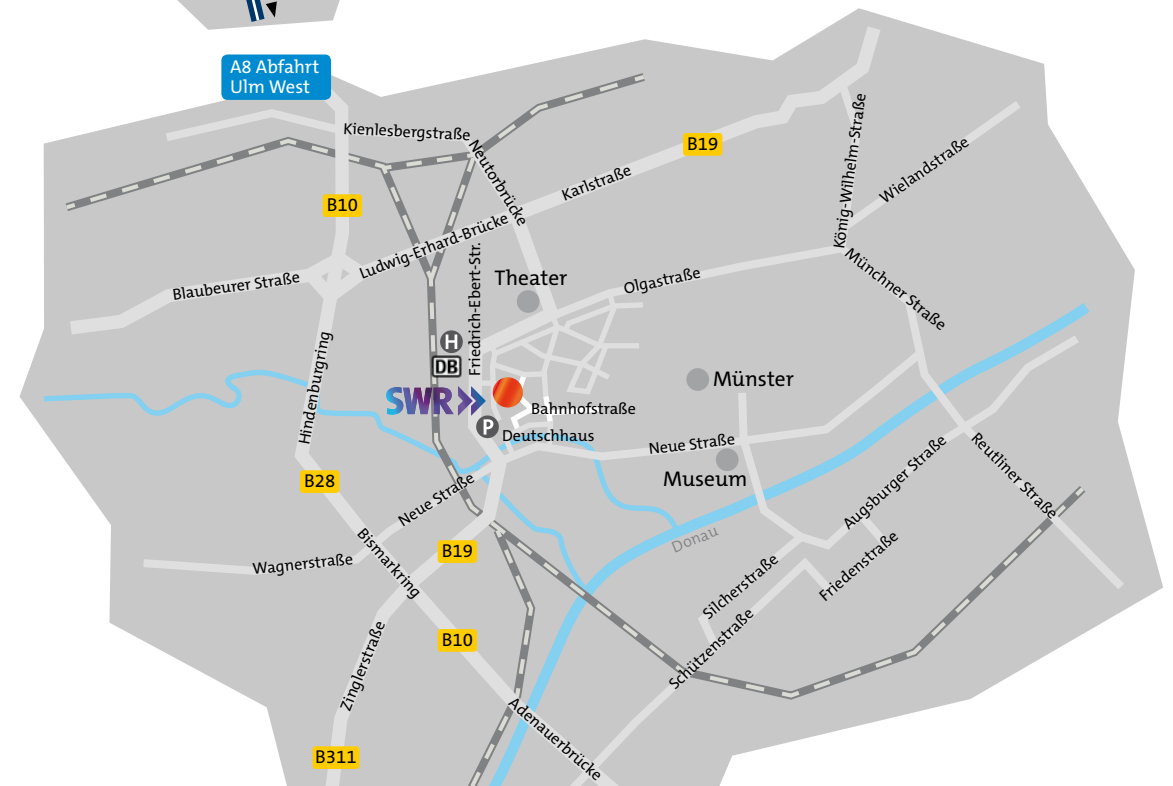 A8 Abfahrt
Ulm West
Kienlesbergstraße
Neutorbrücke
B19
Karlstraße
König-Wilhelm-Straße
Wielandstraße
B10
Ludwig-Erhard-Brücke
Blaubeurer Straße
Friedrich-Ebert-Str.
Theater
Olgastraße
Münchner Straße
H
DB
Hindenburgring
SWR
Münster
Bahnhofstraße
P
Deutschhaus
Neue Straße
Museum
B28
Neue Straße
Augsburger Straße
Reutliner Straße
Donau
Bismarkring
B19
Wagnerstraße
Silcherstraße
Friedenstraße
B10
Zinglerstraße
Schützenstraße
Adenauerbrücke
B311